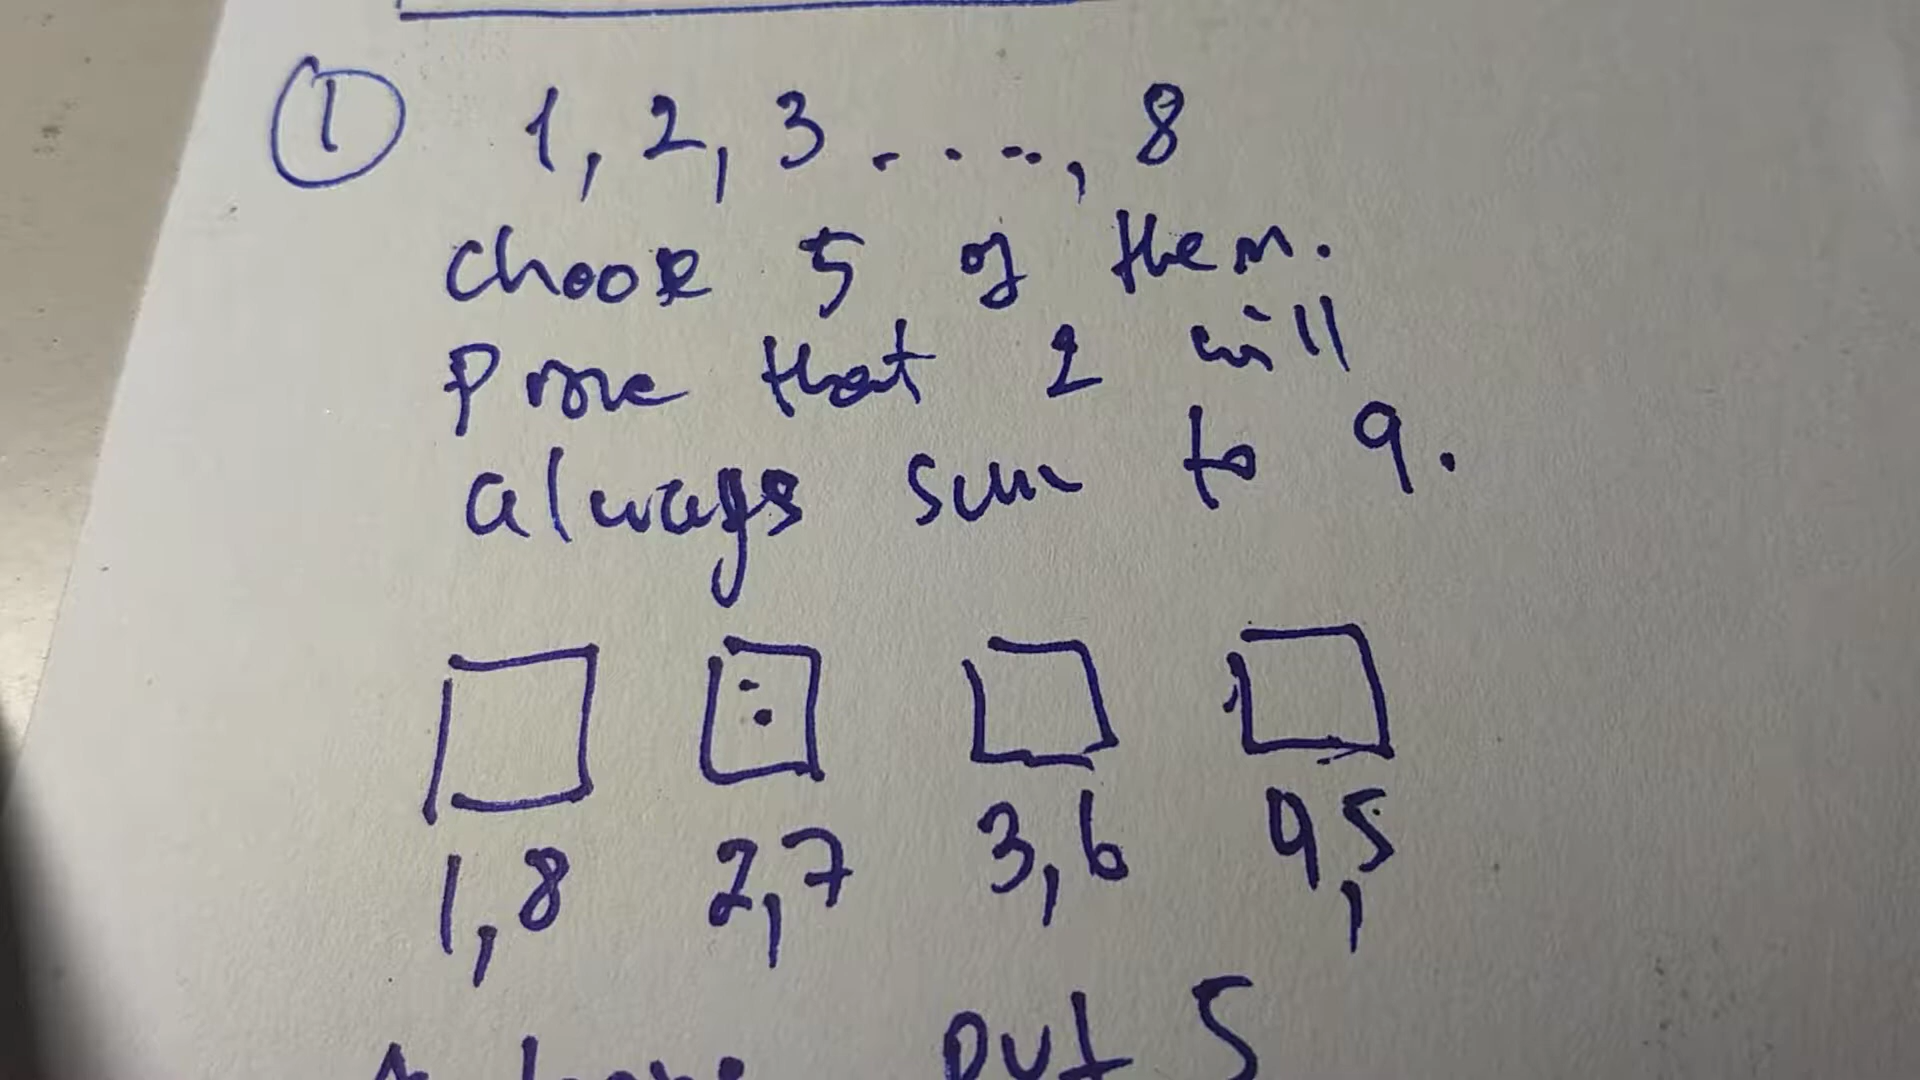 1
1, 2, 3 . . . ., 8
choose 5 of them.
Prove that 2 will
always sum to 9.
1,8 2,7 3,6 4,5
put 5